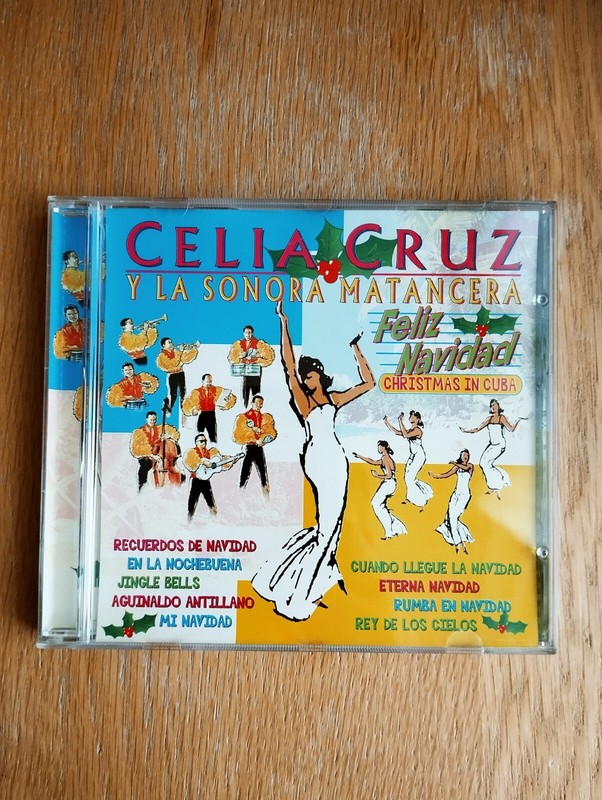 CELIA CRUZ
Y LA SONORA MATANCERA
Feliz
Navidad
CHRISTMAS IN CUBA
RECUERDOS DE NAVIDAD
EN LA NOCHEBUENA
JINGLE BELLS
AGUINALDO ANTILLANO
MI NAVIDAD
CUANDO LLEGUE LA NAVIDAD
ETERNA NAVIDAD
RUMBA EN NAVIDAD
REY DE LOS CIELOS